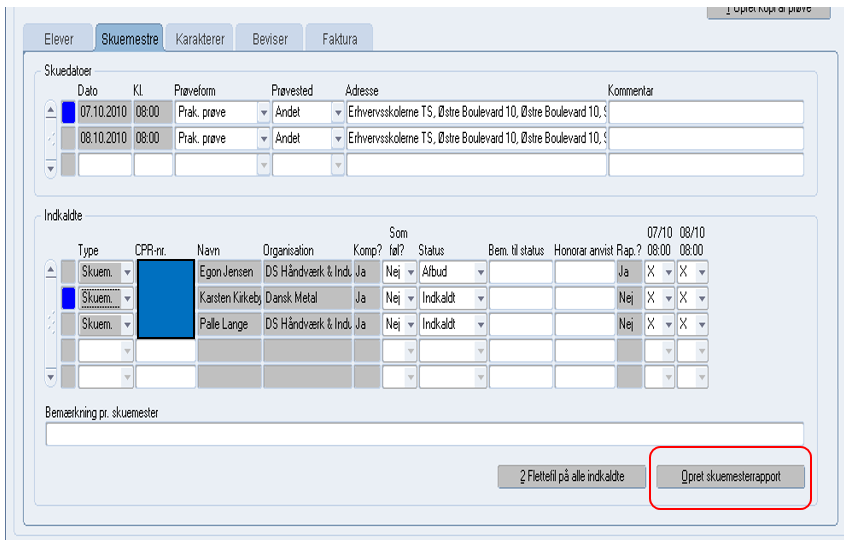 1 Opret kopi af prøve
Elever Skuemestre Karakterer Beviser Faktura
Skuedatoer
Dato Kl. Prøveform Prøvested Adresse Kommentar
07.10.2010 08:00 Prak. prøve Andet Erhvervsskolerne TS, Østre Boulevard 10, Østre Boulevard 10, S
08.10.2010 08:00 Prak. prøve Andet Erhvervsskolerne TS, Østre Boulevard 10, Østre Boulevard 10, S
Indkaldte
Som 07/10 08/10
Type CPR-nr. Navn Organisation Komp? føl? Status Bem. til status Honorar anvist Rap.? 08:00 08:00
Skuem. Egon Jensen DS Håndværk & Indu Ja Nej Afbud Ja X X
Skuem. Karsten Kirkeby Dansk Metal Ja Nej Indkaldt Nej X X
Skuem. Palle Lange DS Håndværk & Indu Ja Nej Indkaldt Nej X X
Bemærkning pr. skuemester
2 Flettefil på alle indkaldte Opret skuemesterrapport